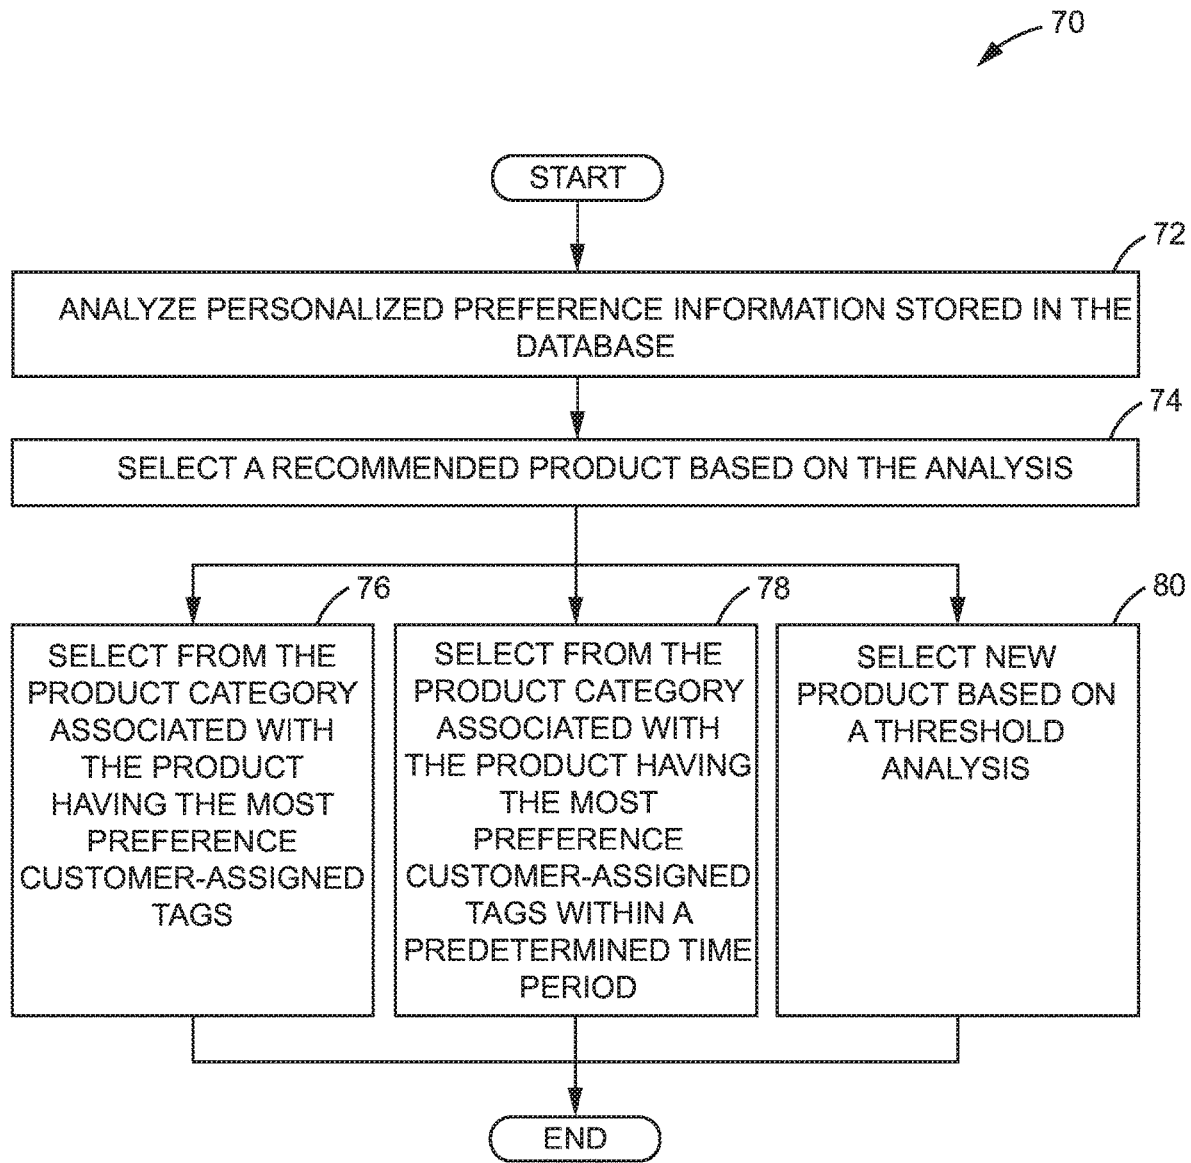 70
START
72
ANALYZE PERSONALIZED PREFERENCE INFORMATION STORED IN THE
DATABASE
74
SELECT A RECOMMENDED PRODUCT BASED ON THE ANALYSIS
76
SELECT FROM THE
PRODUCT CATEGORY
ASSOCIATED WITH
THE PRODUCT
HAVING THE MOST
PREFERENCE
CUSTOMER-ASSIGNED
TAGS
78
SELECT FROM THE
PRODUCT CATEGORY
ASSOCIATED WITH
THE PRODUCT HAVING
THE MOST
PREFERENCE
CUSTOMER-ASSIGNED
TAGS WITHIN A
PREDETERMINED TIME
PERIOD
80
SELECT NEW
PRODUCT BASED ON
A THRESHOLD
ANALYSIS
END